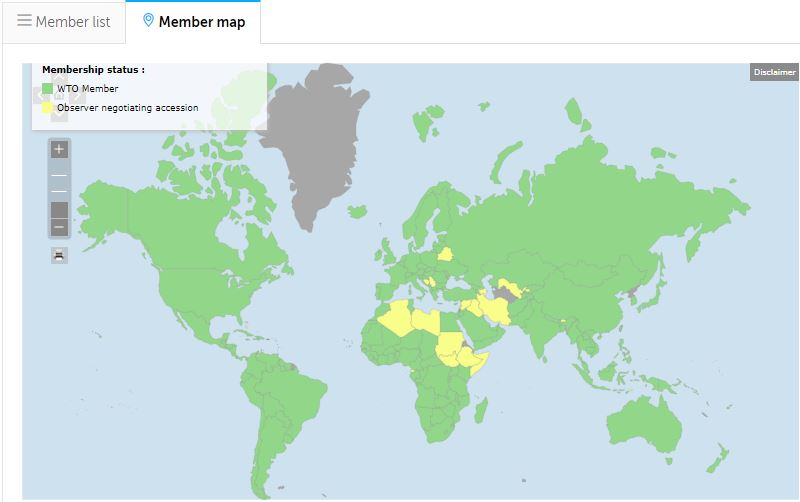 Member list
Member map
Membership status :
WTO Member
Observer negotiating accession
Disclaimer